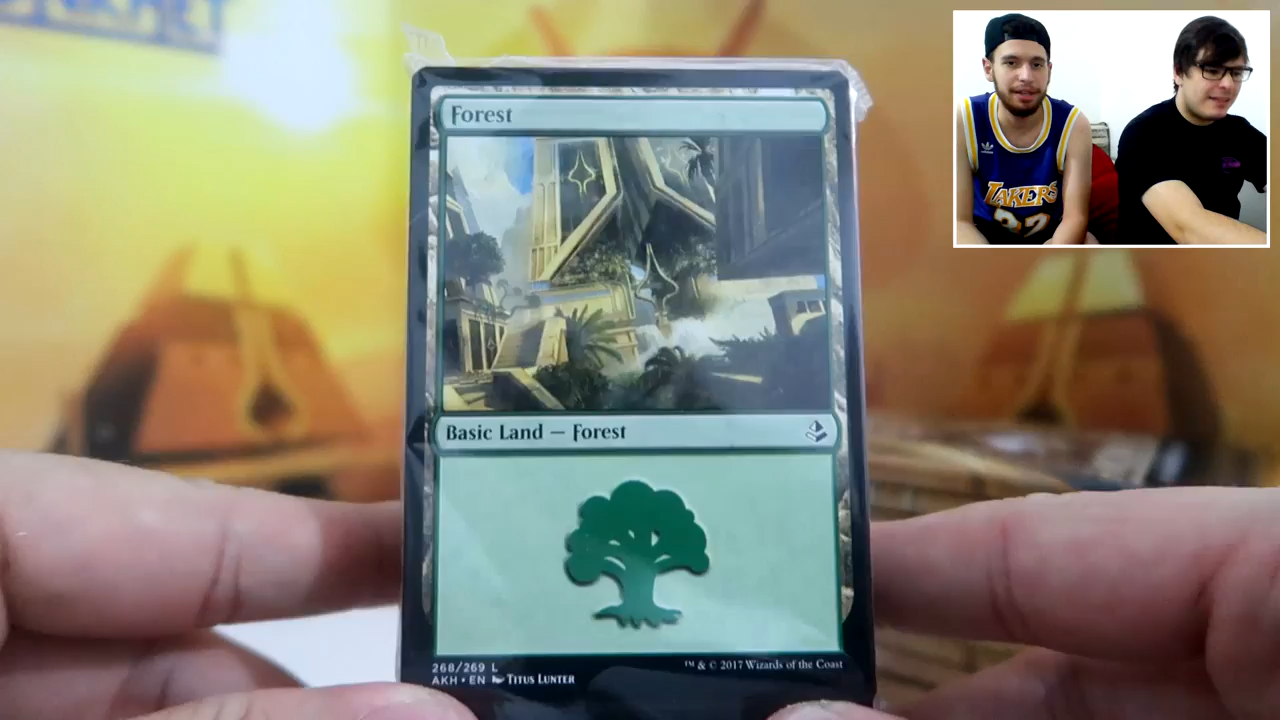 Forest
LAKERS
Basic Land — Forest
268/269 L
™ & © 2017 Wizards of the Coast
AKH • EN Titus Lunter